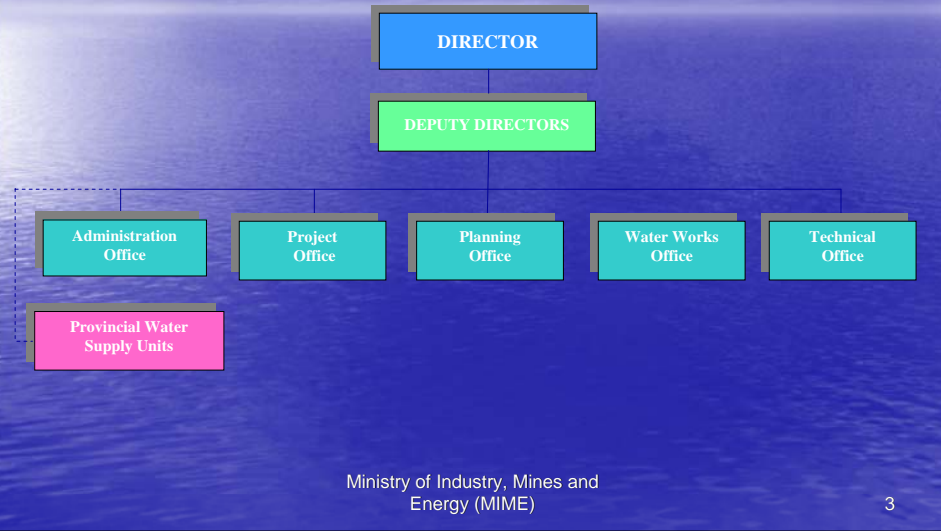 DIRECTOR
DEPUTY DIRECTORS
Administration
Office
Project
Office
Planning
Office
Water Works
Office
Technical
Office
Provincial Water
Supply Units
Ministry of Industry, Mines and
Energy (MIME)
3